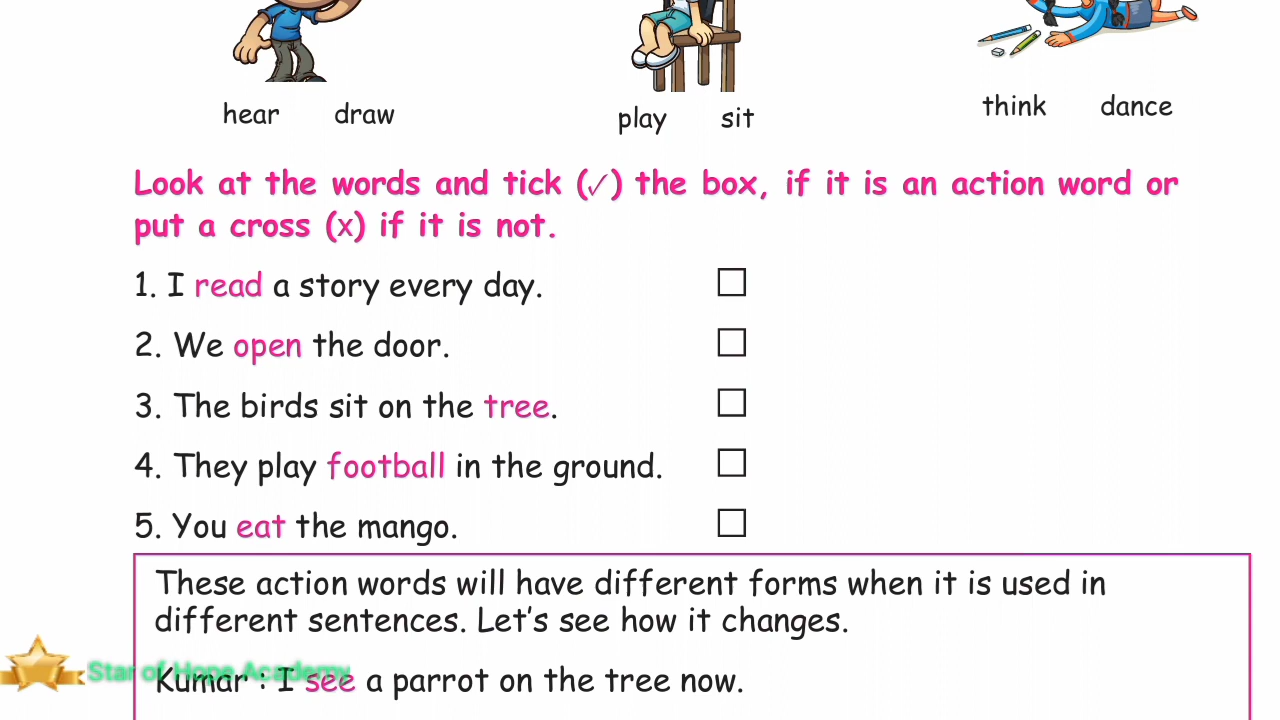 hear draw
play sit
think dance
Look at the words and tick (✓) the box, if it is an action word or
put a cross (x) if it is not.
1. I read a story every day. ☐
2. We open the door. ☐
3. The birds sit on the tree. ☐
4. They play football in the ground. ☐
5. You eat the mango. ☐
These action words will have different forms when it is used in
different sentences. Let's see how it changes.
Kumar : I see a parrot on the tree now.
Star of Hope Academy